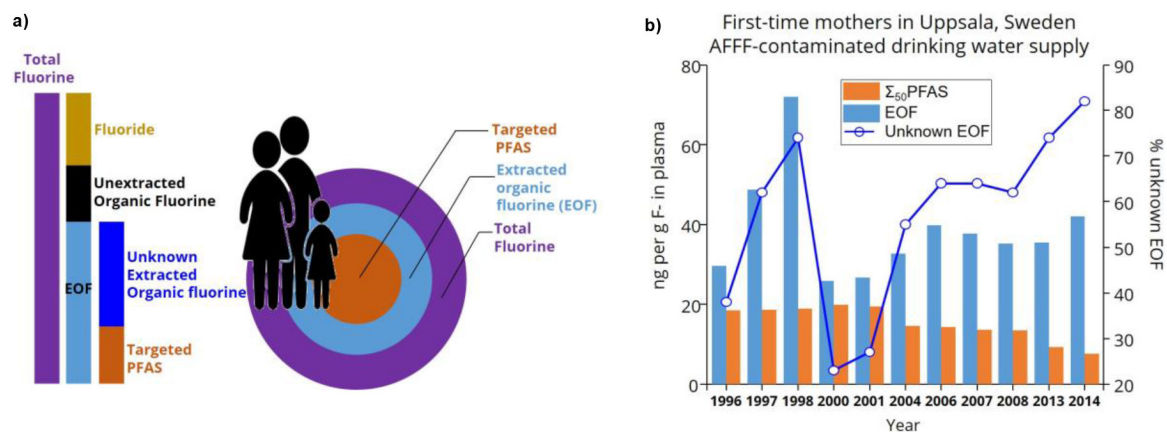 a)
Total
Fluorine
Fluoride
Unextracted
Organic Fluorine
EOF
Unknown
Extracted
Organic fluorine
Targeted
PFAS
Targeted
PFAS
Extracted
organic
fluorine (EOF)
Total
Fluorine
b)
First-time mothers in Uppsala, Sweden
AFFF-contaminated drinking water supply
Σ50PFAS
EOF
Unknown EOF
ng per g F- in plasma
80
60
40
20
0
% unknown EOF
90
80
70
60
50
40
30
20
1996 1997 1998 2000 2001 2004 2006 2007 2008 2013 2014
Year